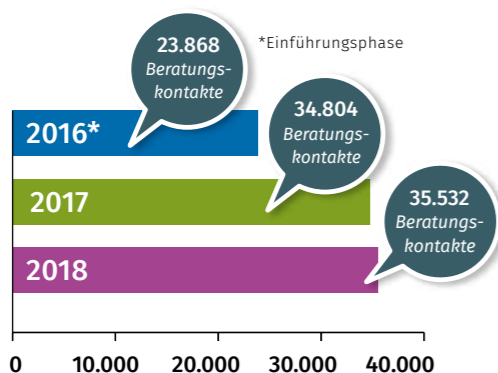 23.868
Beratungs-
kontakte
*Einführungsphase
2016*
34.804
Beratungs-
kontakte
2017
35.532
Beratungs-
kontakte
2018
0 10.000 20.000 30.000 40.000